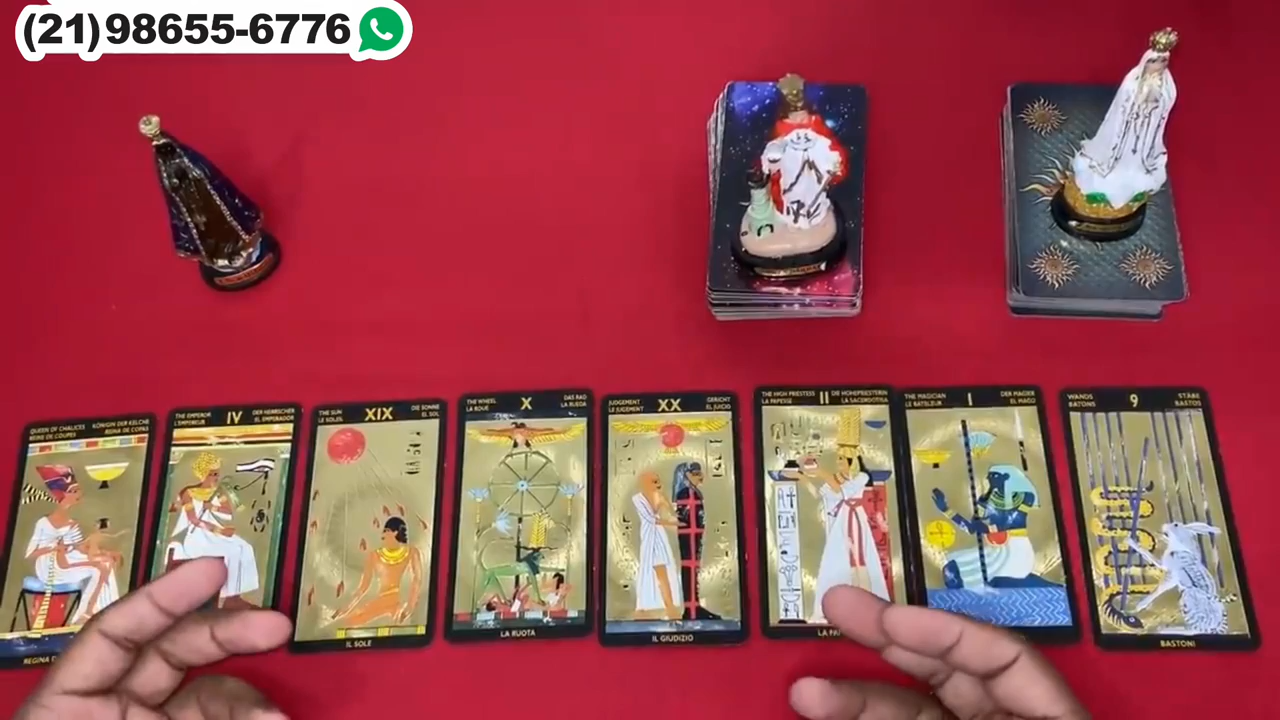 (21)98655-6776
QUEEN OF CHALICES
REINE DE COUPES
KÖNIGIN DER KELCHE
REINA DE COPAS
THE EMPEROR
L'EMPEREUR
IV
DER HERRSCHER
EL EMPERADOR
THE SUN
LE SOLEIL
XIX
DIE SONNE
EL SOL
THE WHEEL
LA ROUE
X
DAS RAD
LA RUEDA
JUDGEMENT
LE JUGEMENT
XX
GERICHT
EL JUICIO
THE HIGH PRIESTESS
LA PAPESSE
II
DIE HOHEPRIESTERIN
LA SACERDOTISA
THE MAGICIAN
LE BATELEUR
I
DER MAGIER
EL MAGO
WANDS
BATONS
9
STÄBE
BASTOS
REGINA D
IL SOLE
LA RUOTA
IL GIUDIZIO
LA PA
BASTONI